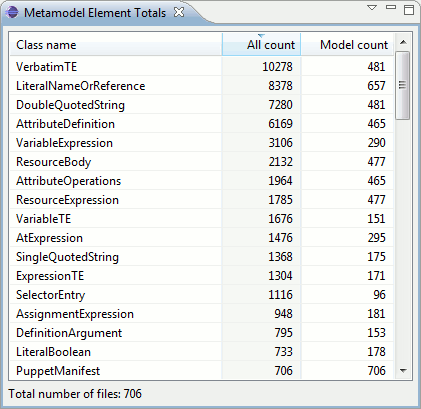 Metamodel Element Totals
Class name All count Model count
VerbatimTE 10278 481
LiteralNameOrReference 8378 657
DoubleQuotedString 7280 481
AttributeDefinition 6169 465
VariableExpression 3106 290
ResourceBody 2132 477
AttributeOperations 1964 465
ResourceExpression 1785 477
VariableTE 1676 151
AtExpression 1476 295
SingleQuotedString 1368 175
ExpressionTE 1304 171
SelectorEntry 1116 96
AssignmentExpression 948 181
DefinitionArgument 795 153
LiteralBoolean 733 178
PuppetManifest 706 706
Total number of files: 706